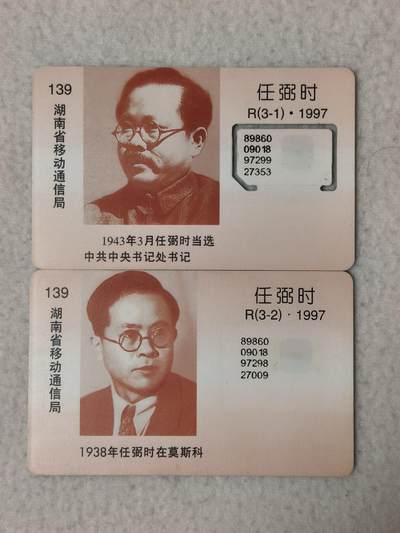 139
湖南省移动通信局
任弼时
R(3-1)·1997
89860
09018
97299
27353
1943年3月任弼时当选
中共中央书记处书记
139
湖南省移动通信局
任弼时
R(3-2)·1997
89860
09018
97298
27009
1938年任弼时在莫斯科